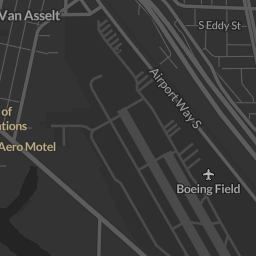 Van Asselt
S Eddy St
Airport Way S
of
ations
Aero Motel
Boeing Field